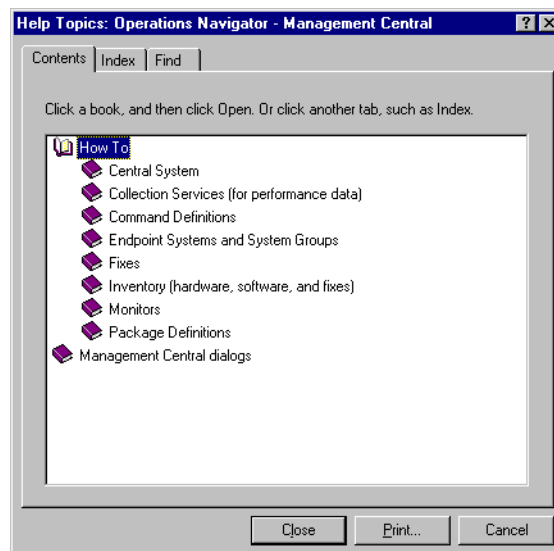 Help Topics: Operations Navigator - Management Central
Contents Index Find
Click a book, and then click Open. Or click another tab, such as Index.
How To
Central System
Collection Services (for performance data)
Command Definitions
Endpoint Systems and System Groups
Fixes
Inventory (hardware, software, and fixes)
Monitors
Package Definitions
Management Central dialogs
Close Print... Cancel